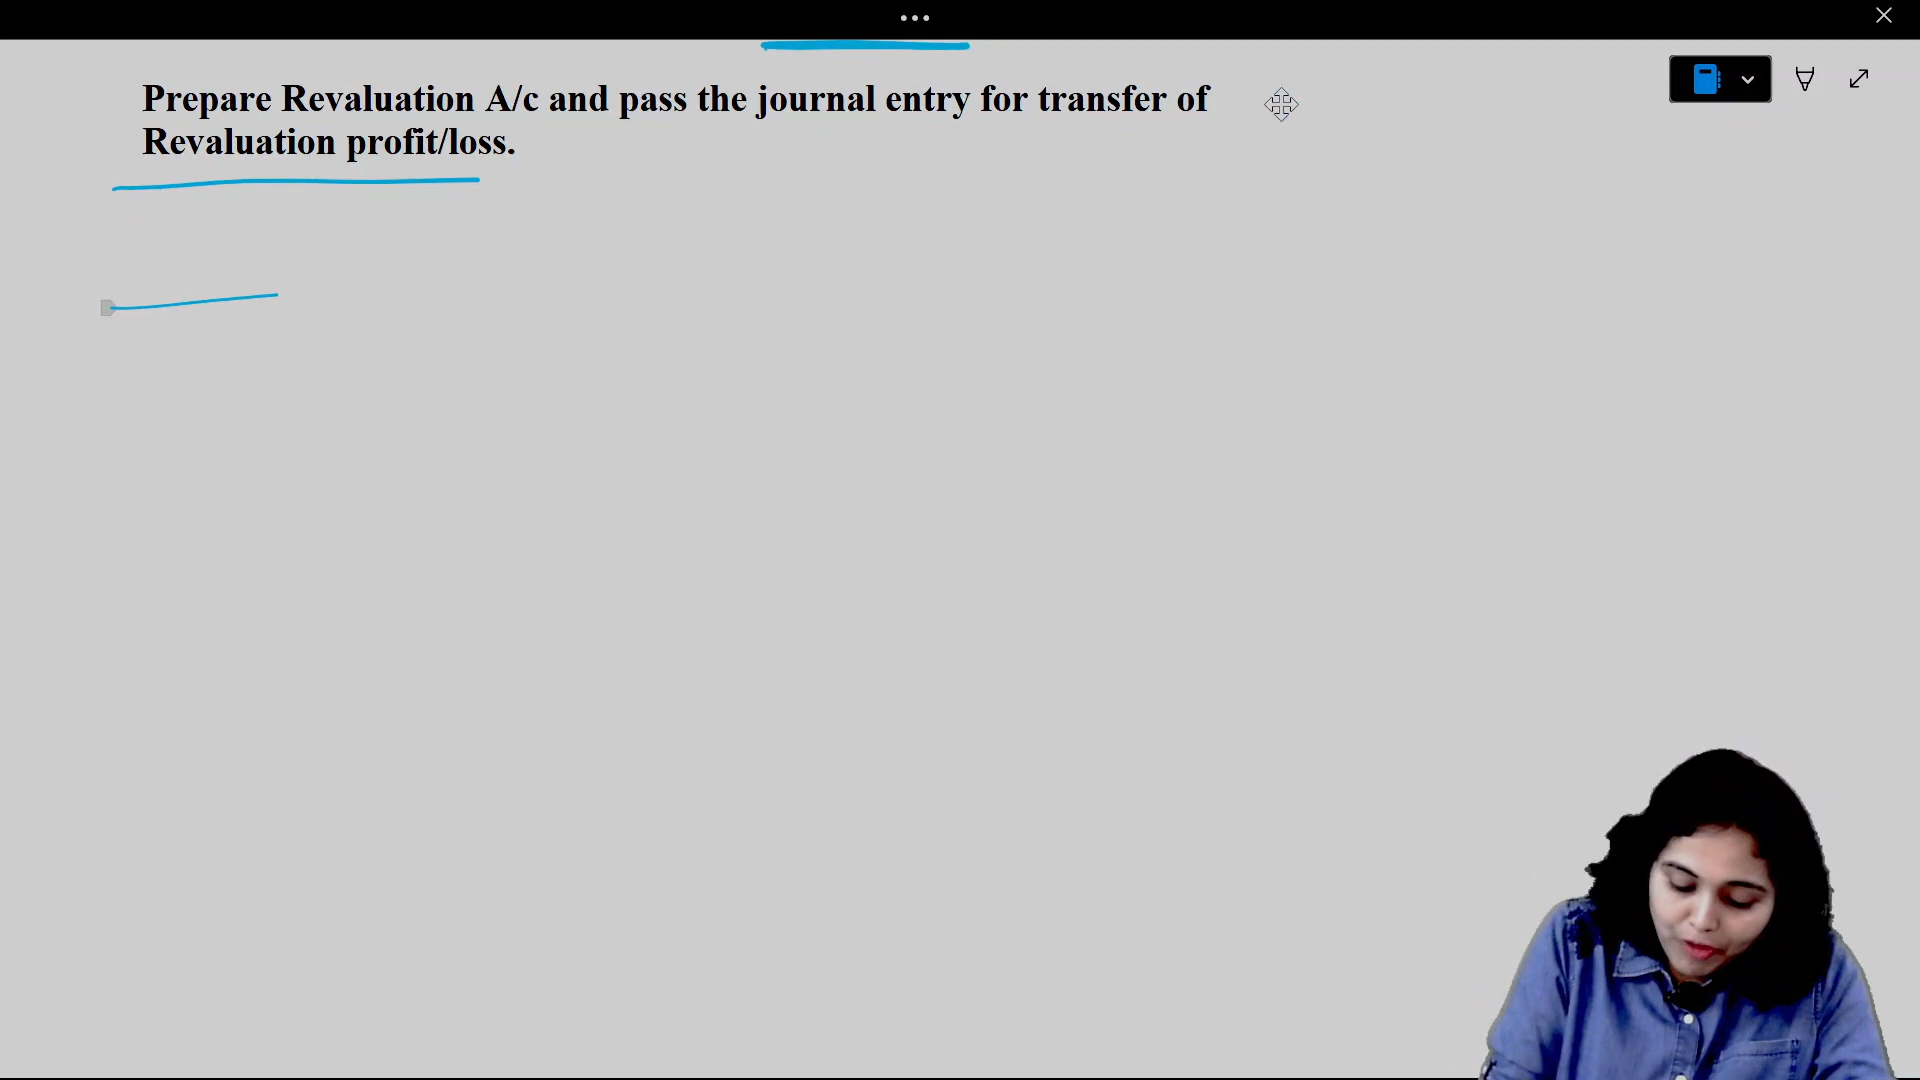 Prepare Revaluation A/c and pass the journal entry for transfer of
Revaluation profit/loss.